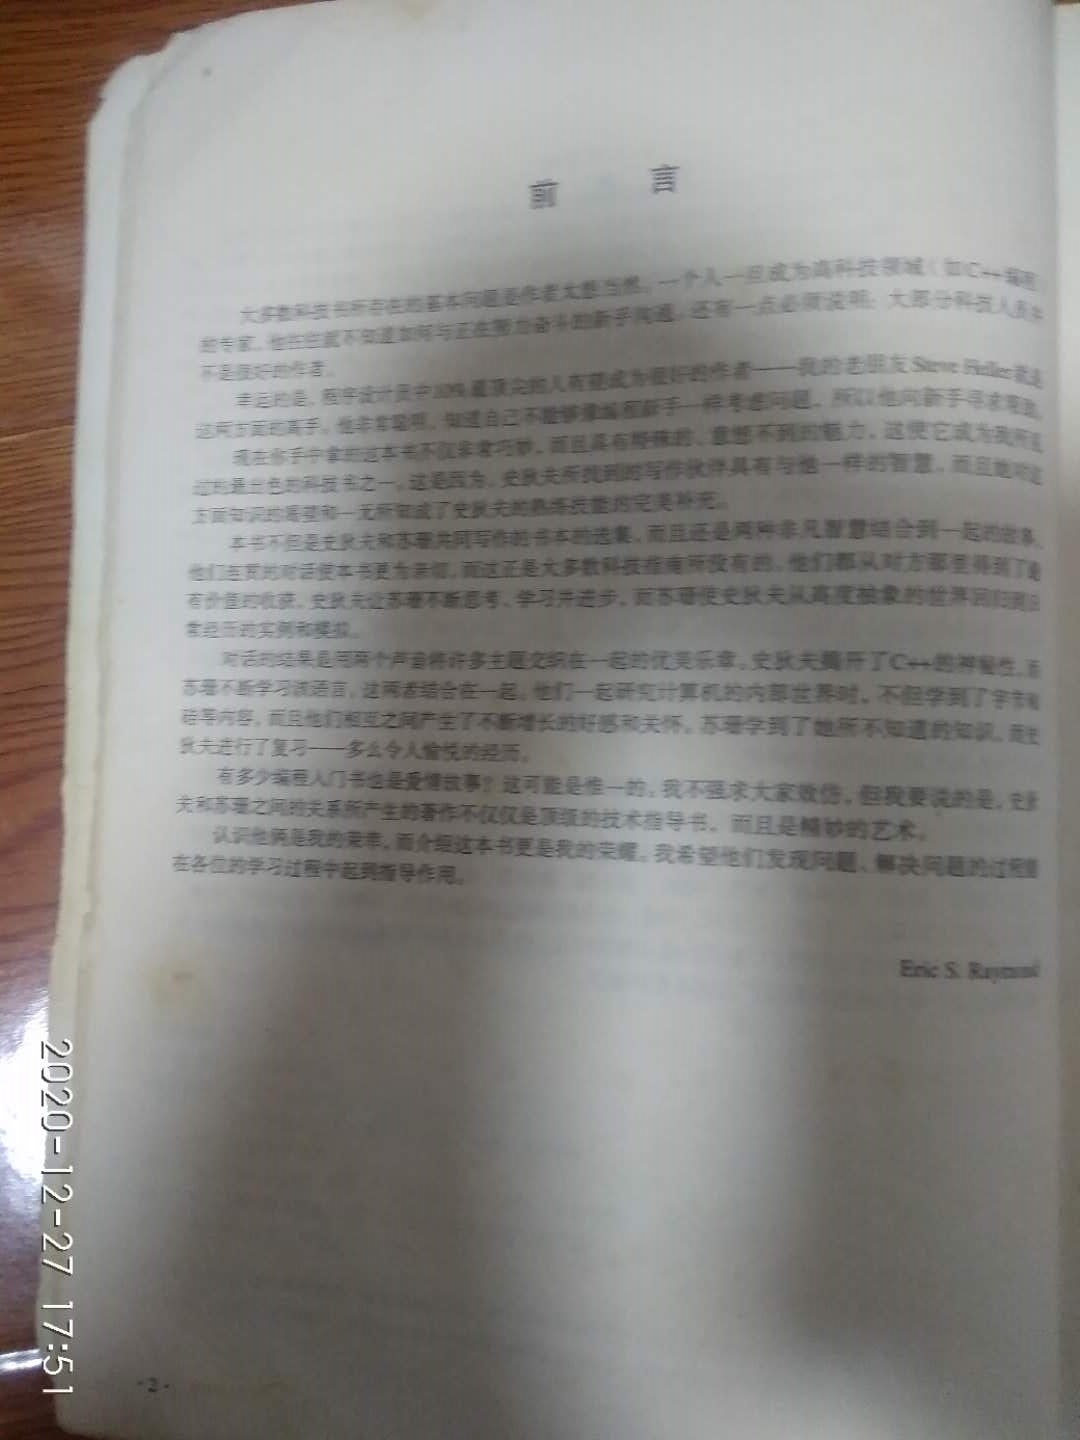 前 言
大多数科技书所存在的基本问题是作者太想当然。一个人一旦成为高科技领域（如C++编程
的专家，他往往就不知道如何与正在努力奋斗的新手沟通。还有一点必须说明：大部分科技人员并
不是很好的作者。
幸运的是，程序设计员中10%最顶尖的人有望成为很好的作者——我的老朋友Steve Heller就是
这两方面的高手。他非常聪明，知道自己不能够像编程新手一样考虑问题，所以他向新手寻求帮助。
现在你手中拿的这本书不仅非常巧妙，而且具有特殊的、意想不到的魅力，这使它成为我所见
过的最出色的科技书之一。这是因为，史狄夫所找到的写作伙伴具有与他一样的智慧，而且她对这
方面知识的渴望和一无所知成了史狄夫的熟练技能的完美补充。
本书不但是史狄夫和苏珊共同写作的书本的选集，而且还是两种非凡智慧结合到一起的故事。
他们在页的对话使本书更为亲切，而这正是大多数科技指南所没有的。他们都从对方那里得到了最
有价值的收获。史狄夫让苏珊不断思考、学习并进步，而苏珊使史狄夫从高度抽象的世界回归到日
常经历的实例和模拟。
对话的结果是用两个声音将许多主题交织在一起的优美乐章。史狄夫揭开了C++的神秘性，而
苏珊不断学习该语言，这两者结合在一起。他们一起研究计算机的内部世界时，不但学到了字节和
等内容，而且他们相互之间产生了不断增长的好感和关怀。苏珊学到了她所不知道的知识，而史
狄夫进行了复习——多么令人愉悦的经历。
有多少编程入门书也是爱情故事？这可能是惟一的。我不强求大家效仿，但我要说的是，史狄
夫和苏珊之间的关系所产生的著作不仅仅是顶级的技术指导书，而且是精妙的艺术。
认识他俩是我的荣幸，而介绍这本书更是我的荣耀。我希望他们发现问题、解决问题的过程能
在各位的学习过程中起到指导作用。
Eric S. Raymond
·2·
2020-12-27 17:51